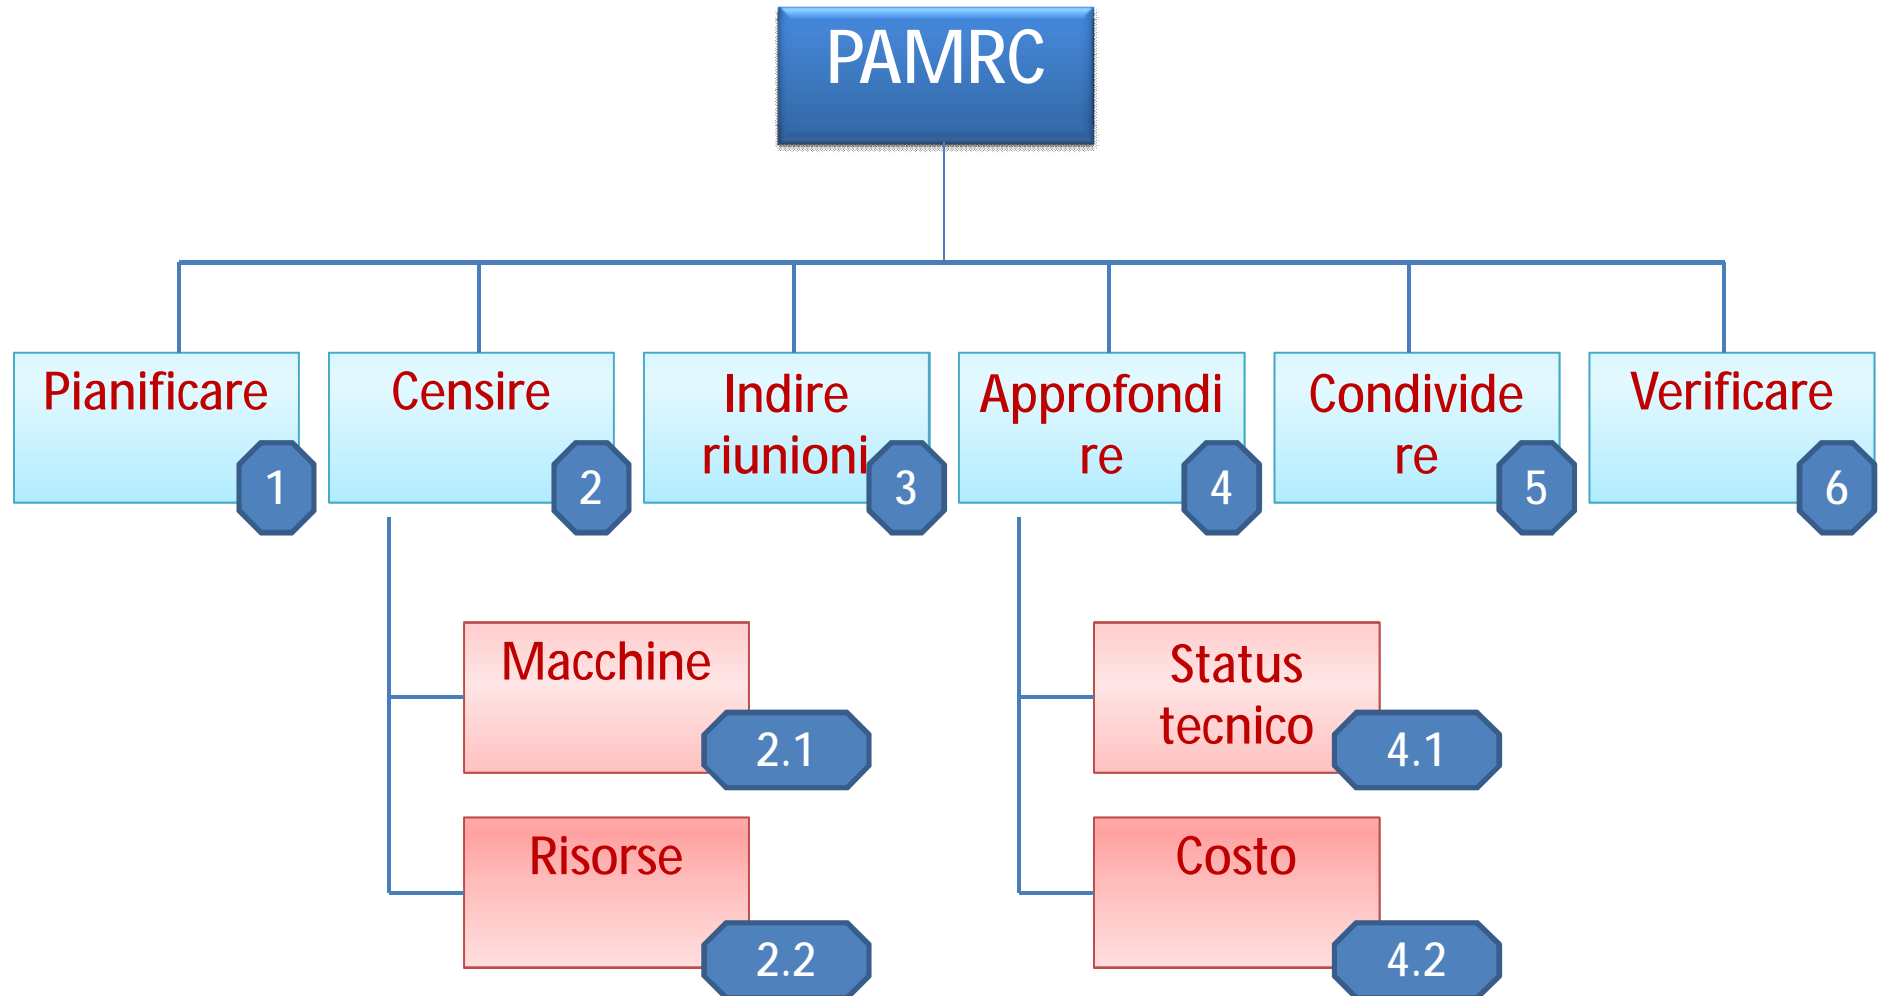 PAMRC
Pianificare
1
Censire
2
Indire
riunioni
3
Approfondi
re
4
Condivide
re
5
Verificare
6
Macchine
2.1
Risorse
2.2
Status
tecnico
4.1
Costo
4.2